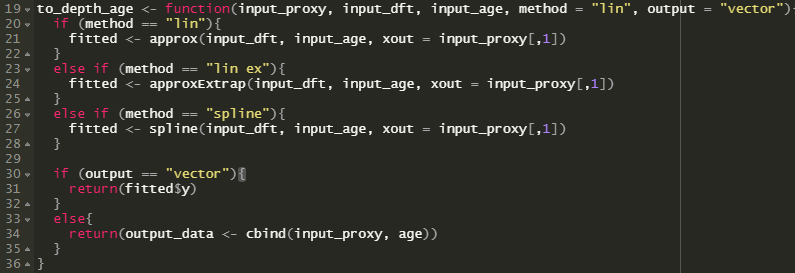 19 to_depth_age <- function(input_proxy, input_dft, input_age, method = "lin", output = "vector"){
20   if (method == "lin"){
21     fitted <- approx(input_dft, input_age, xout = input_proxy[,1])
22   }
23   else if (method == "lin ex"){
24     fitted <- approxExtrap(input_dft, input_age, xout = input_proxy[,1])
25   }
26   else if (method == "spline"){
27     fitted <- spline(input_dft, input_age, xout = input_proxy[,1])
28   }
29
30   if (output == "vector"){
31     return(fitted$y)
32   }
33   else{
34     return(output_data <- cbind(input_proxy, age))
35   }
36 }